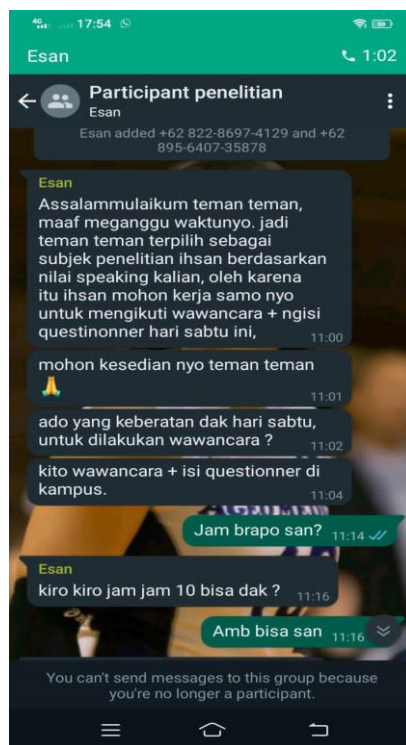 4G 17:54
Esan 1:02
Participant penelitian
Esan
Esan added +62 822-8697-4129 and +62
895-6407-35878
Esan
Assalammulaikum teman teman,
maaf meganggu waktunyo. jadi
teman teman terpilih sebagai
subjek penelitian ihsan berdasarkan
nilai speaking kalian, oleh karena
itu ihsan mohon kerja samo nyo
untuk mengikuti wawancara + ngisi
questinonner hari sabtu ini,
11:00
mohon kesedian nyo teman teman
🙏
11:01
ado yang keberatan dak hari sabtu,
untuk dilakukan wawancara ?
11:02
kito wawancara + isi questionner di
kampus.
11:04
Jam brapo san? 11:14
Esan
kiro kiro jam jam 10 bisa dak ? 11:16
Amb bisa san 11:16
You can't send messages to this group because
you're no longer a participant.